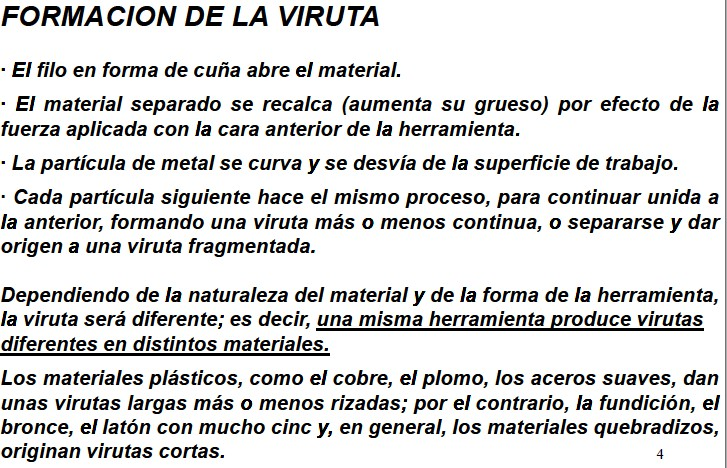 FORMACION DE LA VIRUTA
· El filo en forma de cuña abre el material.
· El material separado se recalca (aumenta su grueso) por efecto de la
fuerza aplicada con la cara anterior de la herramienta.
· La partícula de metal se curva y se desvía de la superficie de trabajo.
· Cada partícula siguiente hace el mismo proceso, para continuar unida a
la anterior, formando una viruta más o menos continua, o separarse y dar
origen a una viruta fragmentada.
Dependiendo de la naturaleza del material y de la forma de la herramienta,
la viruta será diferente; es decir, una misma herramienta produce virutas
diferentes en distintos materiales.
Los materiales plásticos, como el cobre, el plomo, los aceros suaves, dan
unas virutas largas más o menos rizadas; por el contrario, la fundición, el
bronce, el latón con mucho cinc y, en general, los materiales quebradizos,
originan virutas cortas.
4